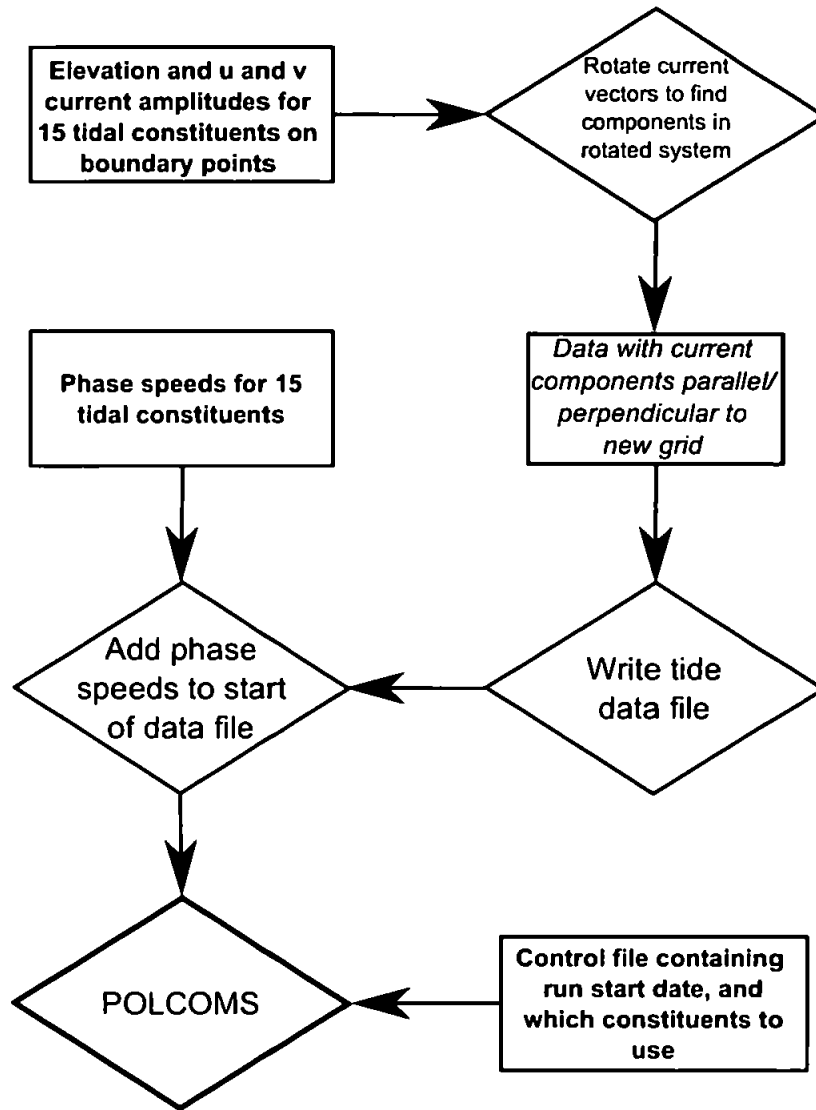 Elevation and u and v
current amplitudes for
15 tidal constituents on
boundary points
Rotate current
vectors to find
components in
rotated system
Data with current
components parallel/
perpendicular to
new grid
Phase speeds for 15
tidal constituents
Add phase
speeds to start
of data file
Write tide
data file
POLCOMS
Control file containing
run start date, and
which constituents to
use